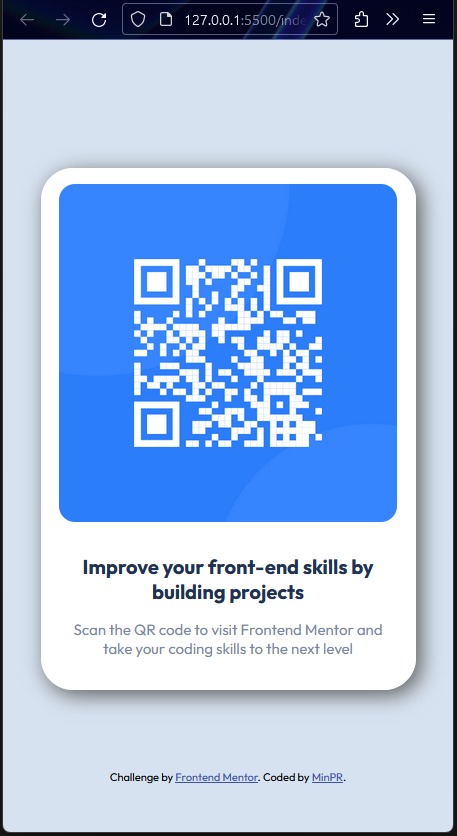 127.0.0.1:5500/inde
Improve your front-end skills by
building projects
Scan the QR code to visit Frontend Mentor and
take your coding skills to the next level
Challenge by Frontend Mentor. Coded by MinPR.